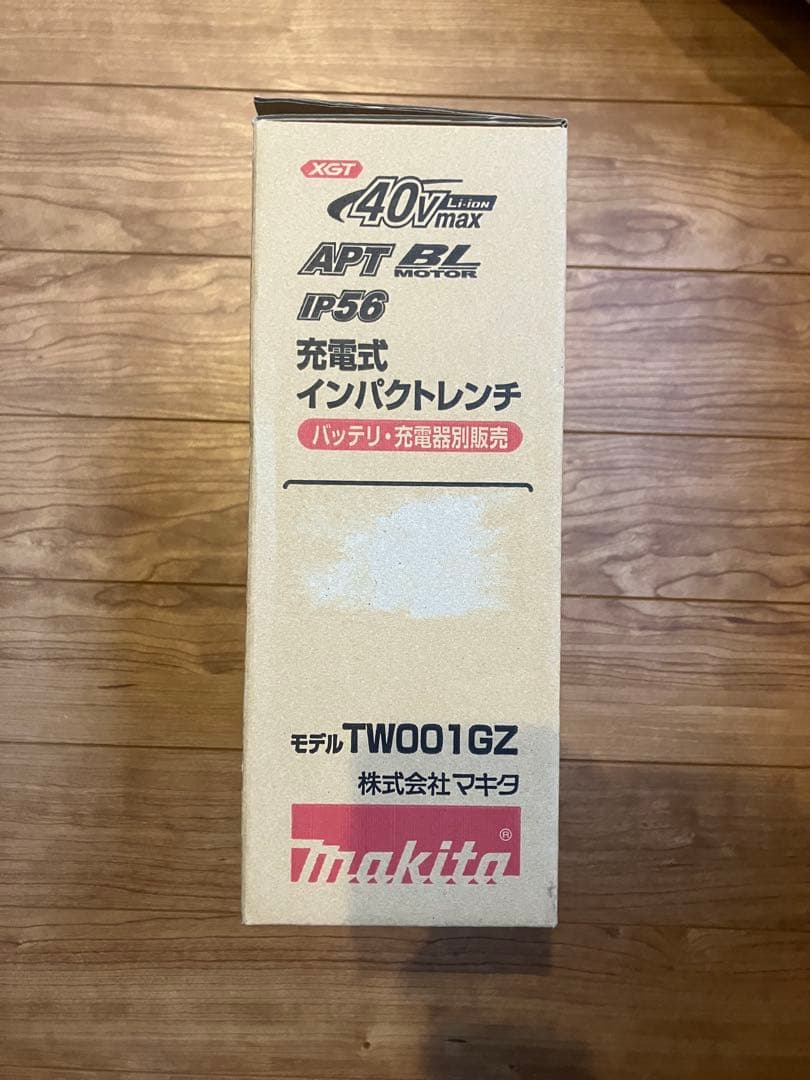 XGT
40Vmax Li-ion
APT BL MOTOR
IP56
充電式
インパクトレンチ
バッテリ・充電器別販売
モデルTW001GZ
株式会社マキタ
makita®